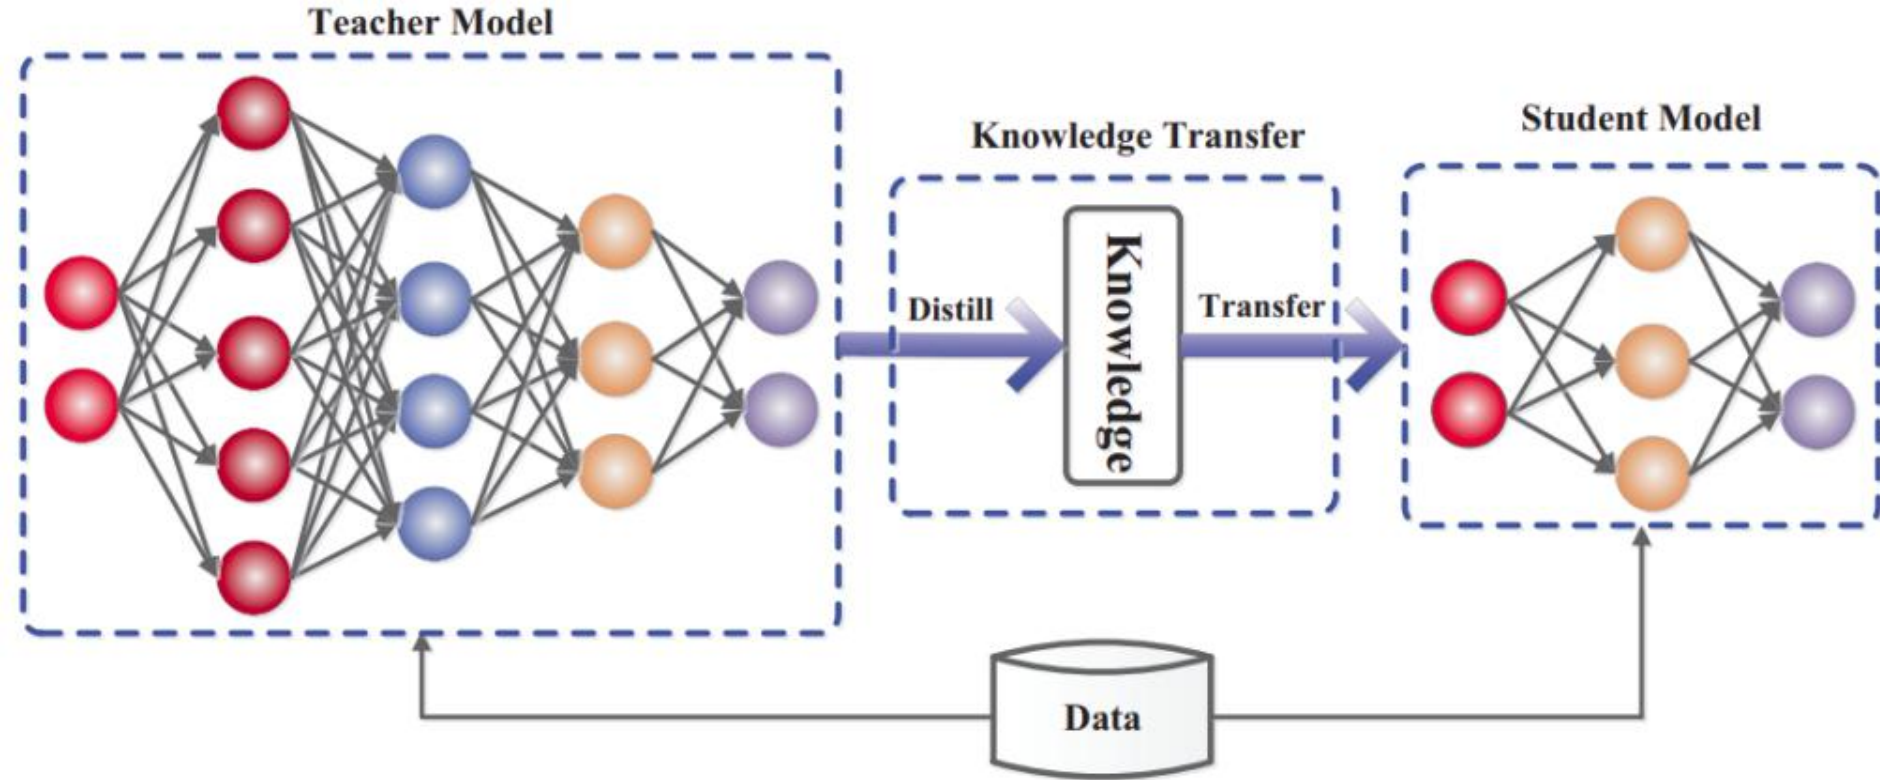 Teacher Model
Knowledge Transfer
Student Model
Distill
Knowledge
Transfer
Data